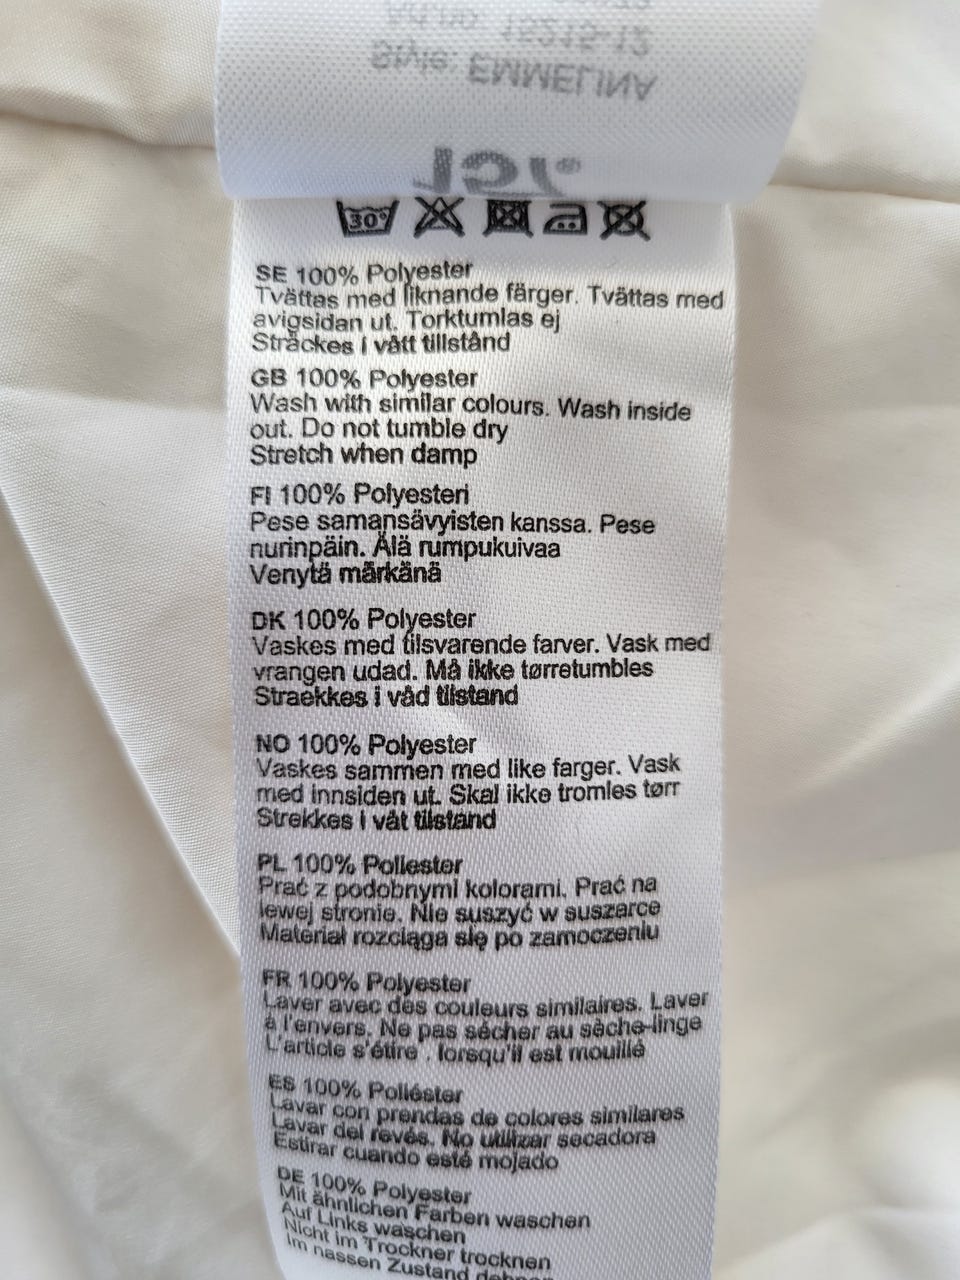 Art.no: 15215-12
Style: EMMELINA
30°
SE 100% Polyester
Tvättas med liknande färger. Tvättas med
avigsidan ut. Torktumlas ej
Sträckes i vått tillstånd
GB 100% Polyester
Wash with similar colours. Wash inside
out. Do not tumble dry
Stretch when damp
FI 100% Polyesteri
Pese samansävyisten kanssa. Pese
nurinpäin. Älä rumpukuivaa
Venytä märkänä
DK 100% Polyester
Vaskes med tilsvarende farver. Vask med
vrangen udad. Må ikke tørretumbles
Straekkes i våd tilstand
NO 100% Polyester
Vaskes sammen med like farger. Vask
med innsiden ut. Skal ikke tromles tørr
Strekkes i våt tilstand
PL 100% Poliester
Prać z podobnymi kolorami. Prać na
lewej stronie. Nie suszyć w suszarce
Materiał rozciąga się po zamoczeniu
FR 100% Polyester
Laver avec des couleurs similaires. Laver
à l'envers. Ne pas sécher au sèche-linge
L'article s'étire . lorsqu'il est mouillé
ES 100% Poliéster
Lavar con prendas de colores similares
Lavar del revés. No utilizar secadora
Estirar cuando esté mojado
DE 100% Polyester
Mit ähnlichen Farben waschen
Auf Links waschen
Nicht im Trockner trocknen
Im nassen Zustand dehnen